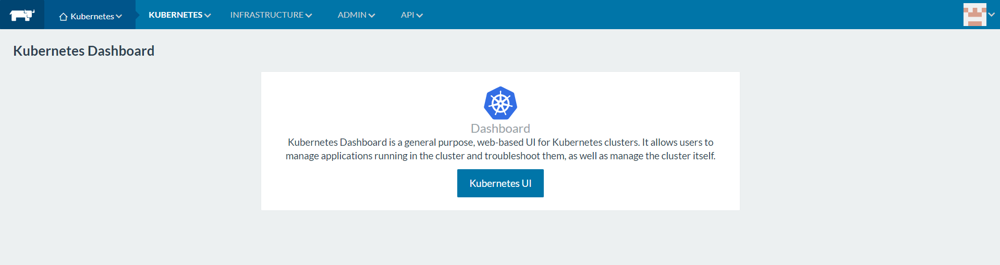 Kubernetes KUBERNETES INFRASTRUCTURE ADMIN API
Kubernetes Dashboard
Dashboard
Kubernetes Dashboard is a general purpose, web-based UI for Kubernetes clusters. It allows users to
manage applications running in the cluster and troubleshoot them, as well as manage the cluster itself.
Kubernetes UI